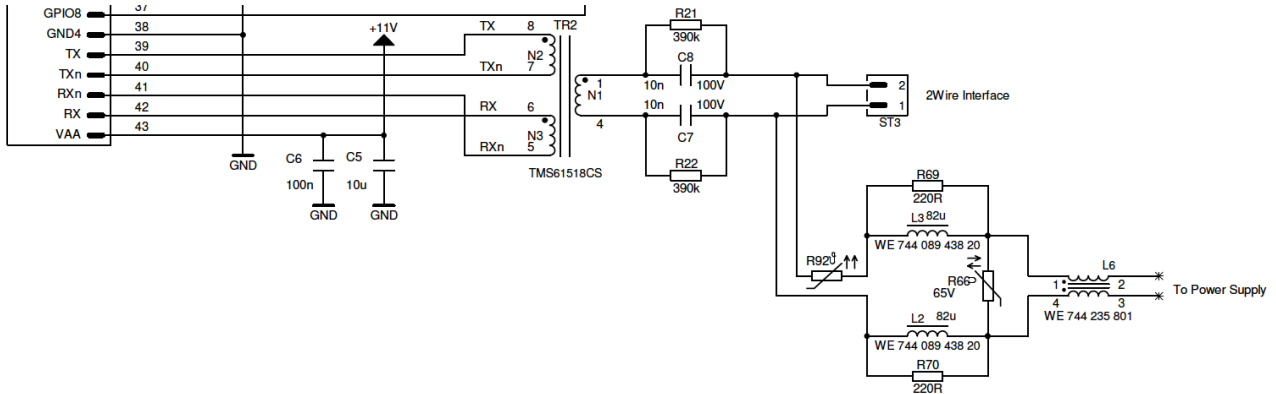 37
GPIO8
38
GND4
39
TX
40
TXn
41
RXn
42
RX
43
VAA
GND
+11V
C6
100n
GND
C5
10u
GND
TX 8 TR2
N2
TXn 7
RX 6
N3
RXn 5
TMS61518CS
1
N1
4
R21
390k
C8
10n 100V
10n 100V
C7
R22
390k
2
1
ST3
2Wire Interface
R69
220R
L3 82u
WE 744 089 438 20
R92
R66
65V
L2 82u
WE 744 089 438 20
R70
220R
L6
1 2
4 3
WE 744 235 801
To Power Supply